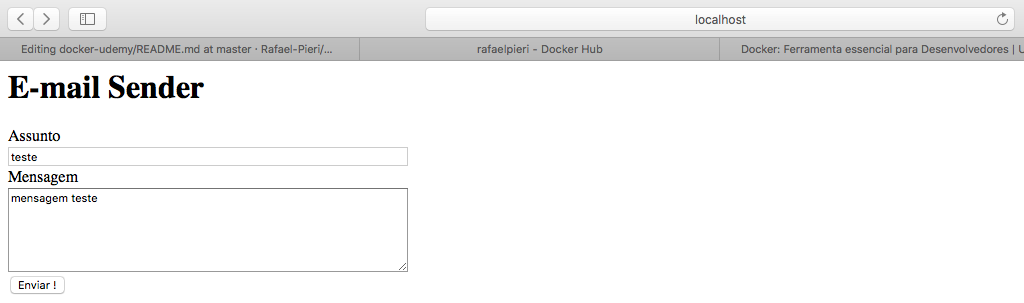 localhost
Editing docker-udemy/README.md at master · Rafael-Pieri/...
rafaelpieri - Docker Hub
Docker: Ferramenta essencial para Desenvolvedores | U
E-mail Sender
Assunto
teste
Mensagem
mensagem teste
Enviar !